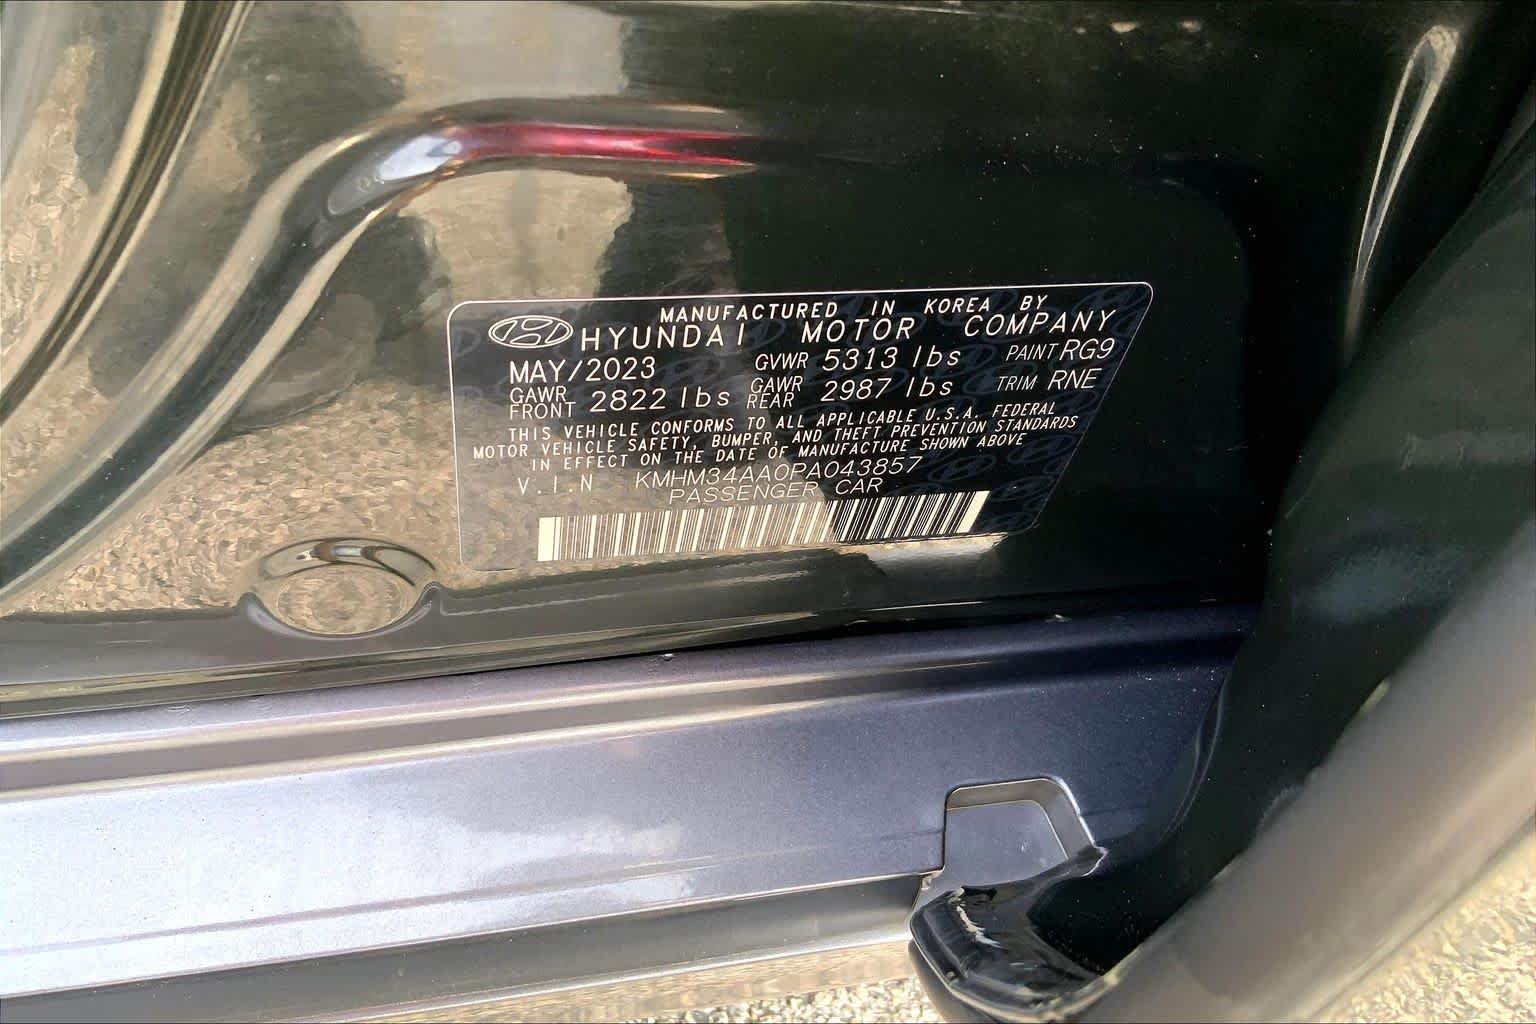 MANUFACTURED IN KOREA BY
HYUNDAI MOTOR COMPANY
MAY/2023 GVWR 5313 lbs PAINT RG9
GAWR FRONT 2822 lbs GAWR REAR 2987 lbs TRIM RNE
THIS VEHICLE CONFORMS TO ALL APPLICABLE U.S.A. FEDERAL
MOTOR VEHICLE SAFETY, BUMPER, AND THEFT PREVENTION STANDARDS
IN EFFECT ON THE DATE OF MANUFACTURE SHOWN ABOVE
V.I.N KMHM34AA0PA043857
PASSENGER CAR